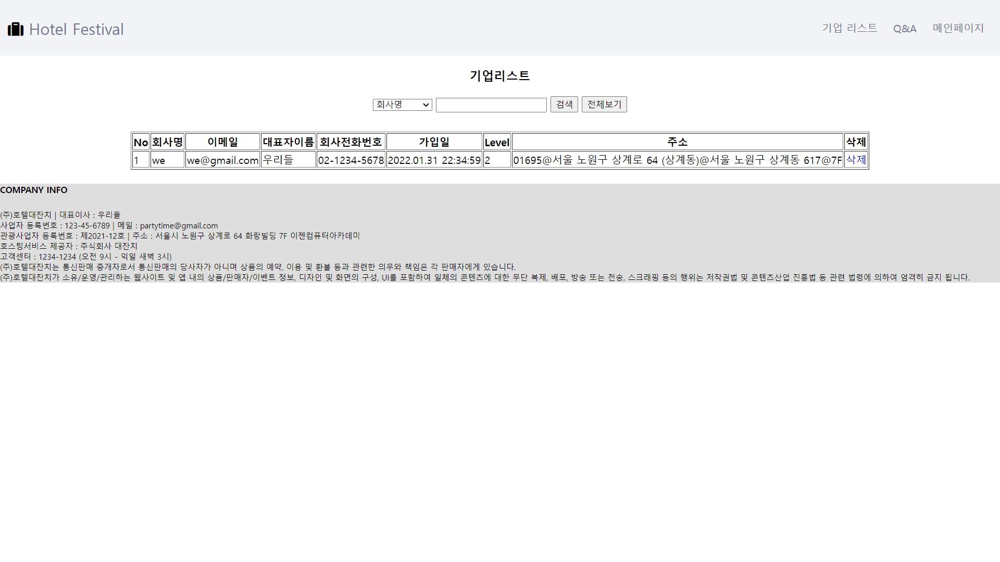 Hotel Festival
기업 리스트 Q&A 메인페이지
기업리스트
회사명 검색 전체보기
No 회사명 이메일 대표자이름 회사전화번호 가입일 Level 주소 삭제
1 we we@gmail.com 우리들 02-1234-5678 2022.01.31 22:34:59 2 01695@서울 노원구 상계로 64 (상계동)@서울 노원구 상계동 617@7F 삭제
COMPANY INFO
(주)호텔대잔치 | 대표이사 : 우리들
사업자 등록번호 : 123-45-6789 | 메일 : partytime@gmail.com
관광사업자 등록번호 : 제2021-12호 | 주소 : 서울시 노원구 상계로 64 화랑빌딩 7F 이젠컴퓨터아카데미
호스팅서비스 제공자 : 주식회사 대잔치
고객센터 : 1234-1234 (오전 9시 - 익일 새벽 3시)
(주)호텔대잔치는 통신판매 중개자로서 통신판매의 당사자가 아니며 상품의 예약, 이용 및 환불 등과 관련한 의무와 책임은 각 판매자에게 있습니다.
(주)호텔대잔치가 소유/운영/관리하는 웹사이트 및 앱 내의 상품/판매자/이벤트 정보, 디자인 및 화면의 구성, UI를 포함하여 일체의 콘텐츠에 대한 무단 복제, 배포, 방송 또는 전송, 스크래핑 등의 행위는 저작권법 및 콘텐츠산업 진흥법 등 관련 법령에 의하여 엄격히 금지 됩니다.